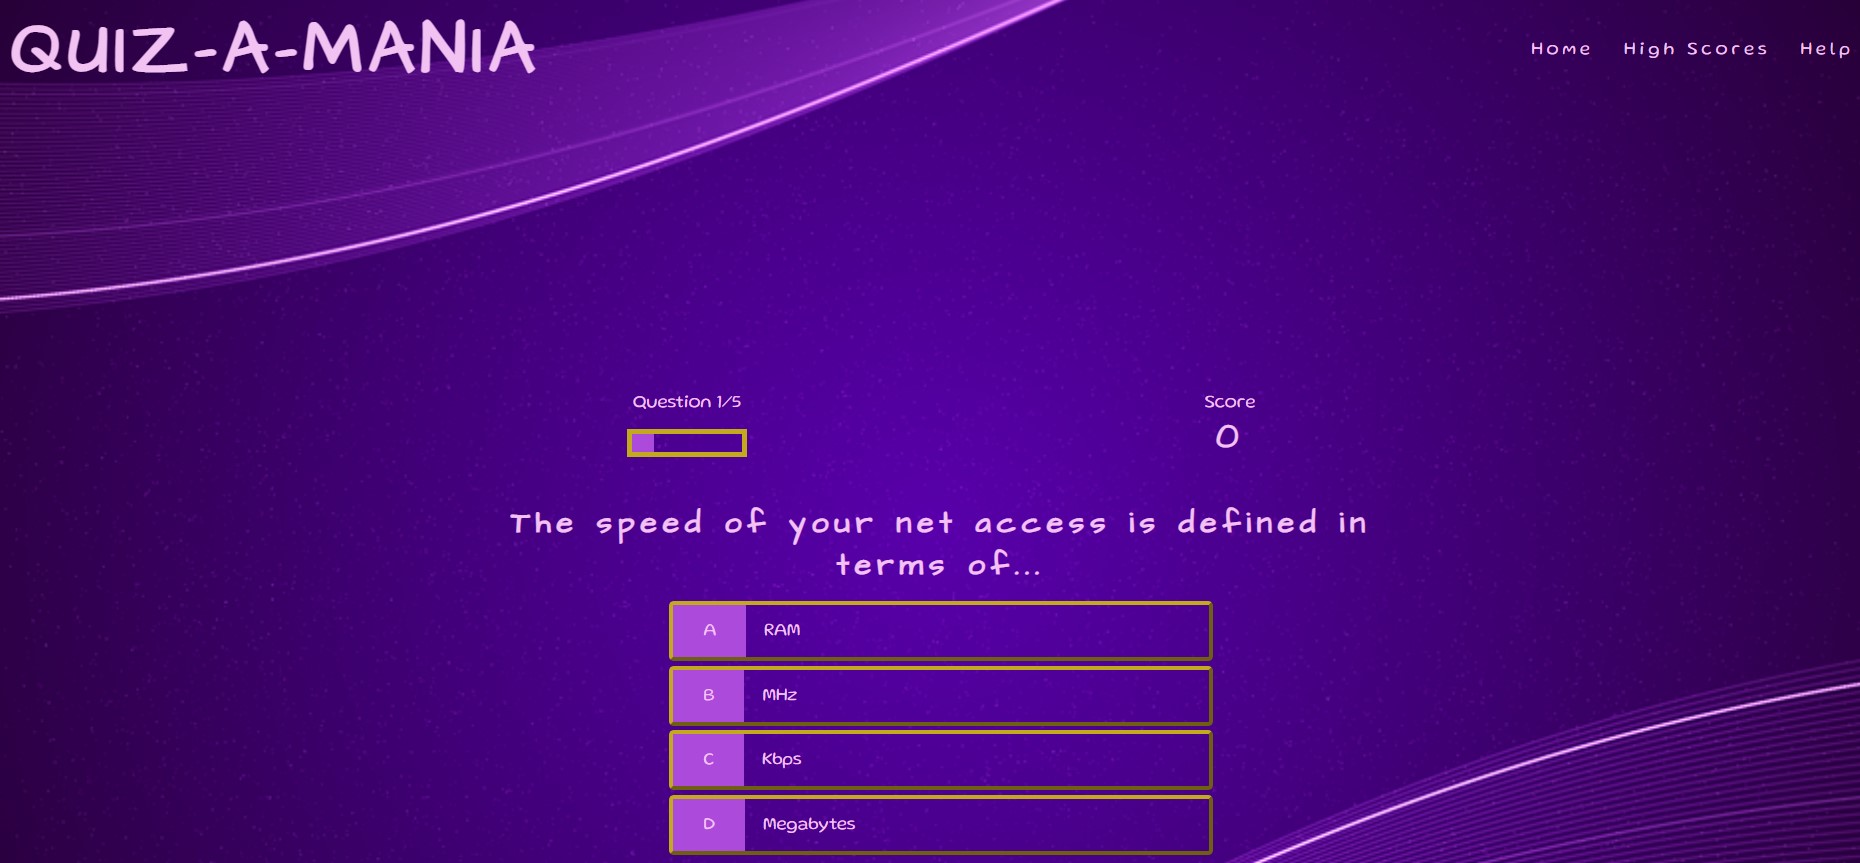 QUIZ-A-MANIA
Home High Scores Help
Question 1/5
Score
0
The speed of your net access is defined in
terms of...
A RAM
B MHz
C Kbps
D Megabytes